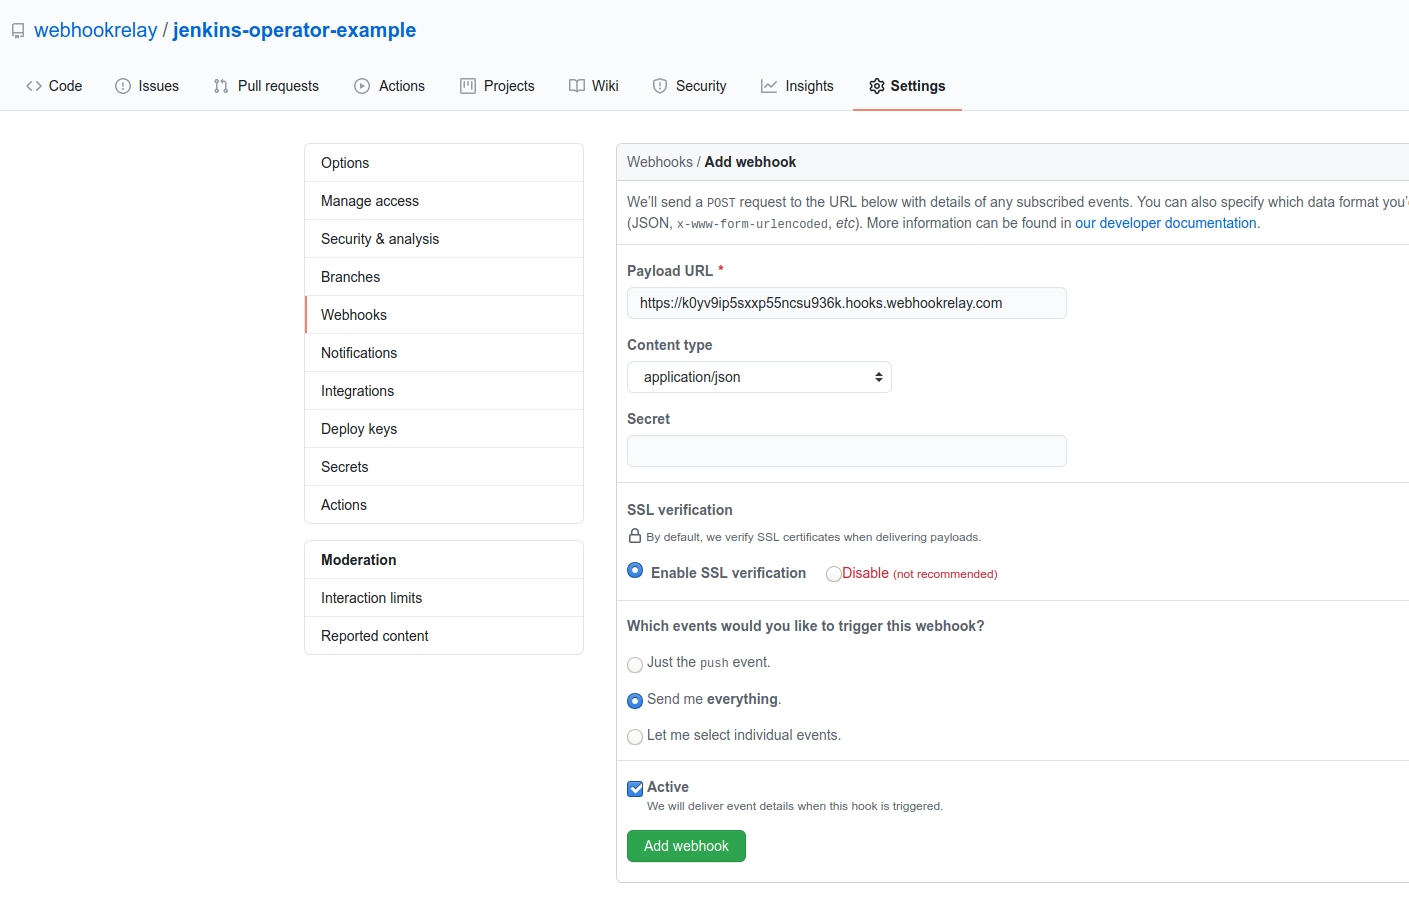 webhookrelay / jenkins-operator-example
Code Issues Pull requests Actions Projects Wiki Security Insights Settings
Options
Manage access
Security & analysis
Branches
Webhooks
Notifications
Integrations
Deploy keys
Secrets
Actions
Moderation
Interaction limits
Reported content
Webhooks / Add webhook
We'll send a POST request to the URL below with details of any subscribed events. You can also specify which data format you'
(JSON, x-www-form-urlencoded, etc). More information can be found in our developer documentation.
Payload URL *
https://k0yv9ip5sxxp55ncsu936k.hooks.webhookrelay.com
Content type
application/json
Secret
SSL verification
By default, we verify SSL certificates when delivering payloads.
Enable SSL verification Disable (not recommended)
Which events would you like to trigger this webhook?
Just the push event.
Send me everything.
Let me select individual events.
Active
We will deliver event details when this hook is triggered.
Add webhook